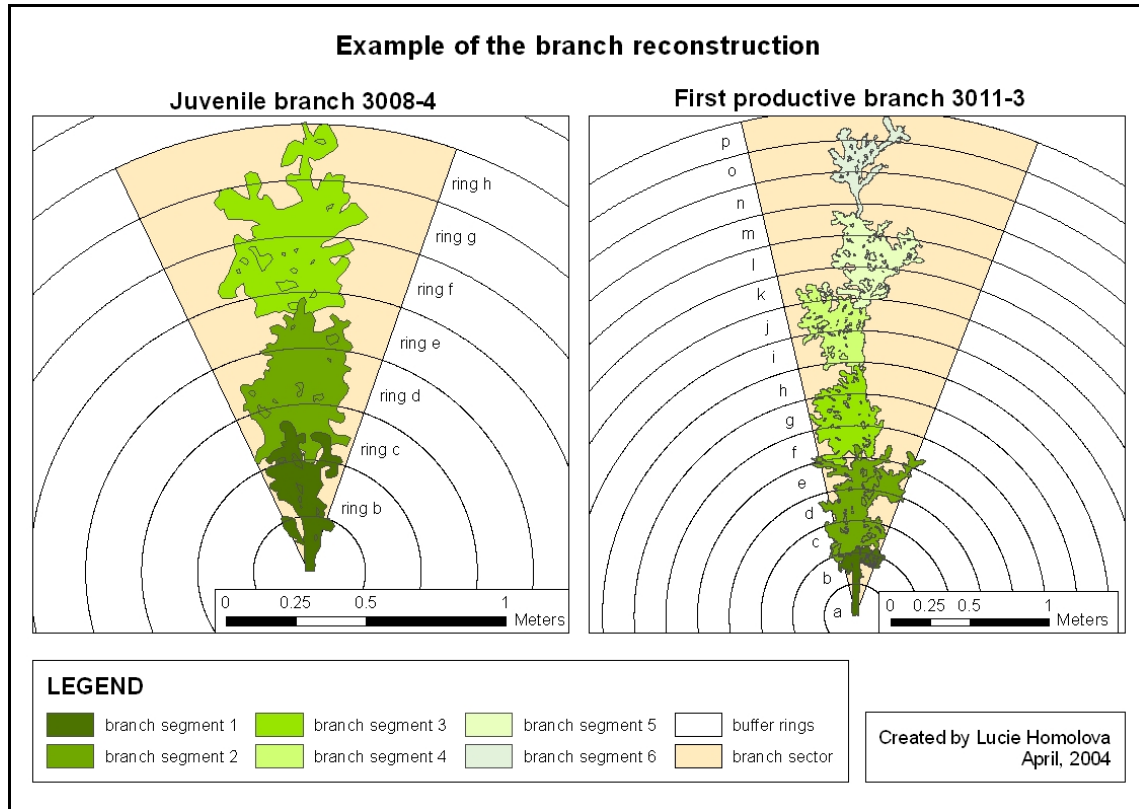 Example of the branch reconstruction
Juvenile branch 3008-4
ring h
ring g
ring f
ring e
ring d
ring c
ring b
0 0.25 0.5 1
Meters
First productive branch 3011-3
p
o
n
m
l
k
j
i
h
g
f
e
d
c
b
a
0 0.25 0.5 1
Meters
LEGEND
branch segment 1 branch segment 3 branch segment 5 buffer rings
branch segment 2 branch segment 4 branch segment 6 branch sector
Created by Lucie Homolova
April, 2004